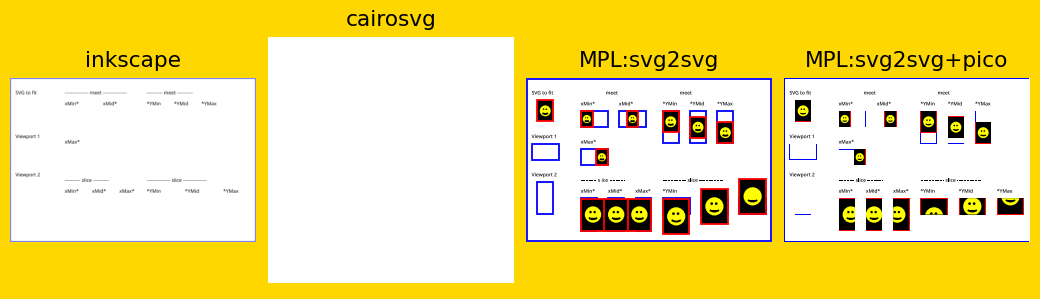 cairosvg
inkscape MPL:svg2svg MPL:svg2svg+pico
SVG to fit ------------ meet ------------ ---------- meet ----------
xMin* xMid* *YMin *YMid *YMax
Viewport 1
xMax*
Viewport 2
-------- slice -------- ------------ slice ------------
xMin* xMid* xMax* *YMin *YMid *YMax
SVG to fit meet meet
xMin* xMid* *YMin *YMid *YMax
Viewport 1
xMax*
Viewport 2
slice slice
xMin* xMid* xMax* *YMin
SVG to fit meet meet
xMin* xMid* *YMin *YMid *YMax
Viewport 1
xMax*
Viewport 2
slice slice
xMin* xMid* xMax* *YMin *YMid *YMax